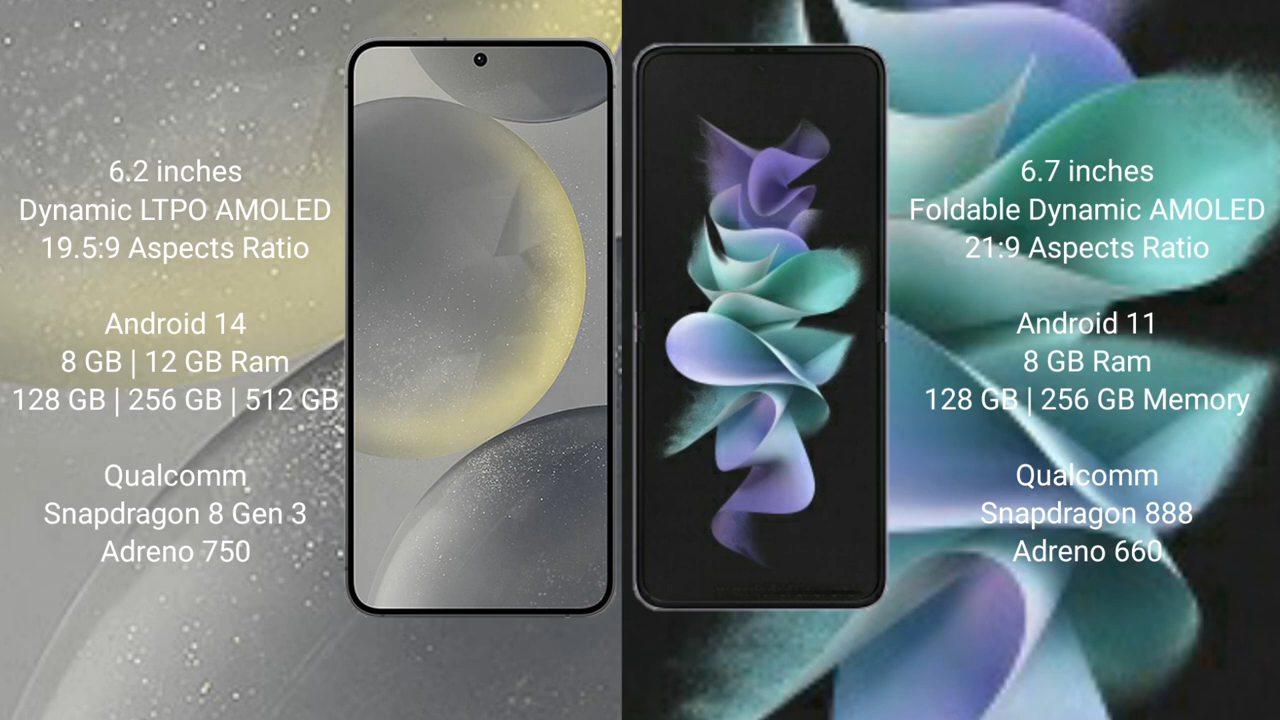 6.2 inches
Dynamic LTPO AMOLED
19.5:9 Aspects Ratio
Android 14
8 GB | 12 GB Ram
128 GB | 256 GB | 512 GB
Qualcomm
Snapdragon 8 Gen 3
Adreno 750
6.7 inches
Foldable Dynamic AMOLED
21:9 Aspects Ratio
Android 11
8 GB Ram
128 GB | 256 GB Memory
Qualcomm
Snapdragon 888
Adreno 660